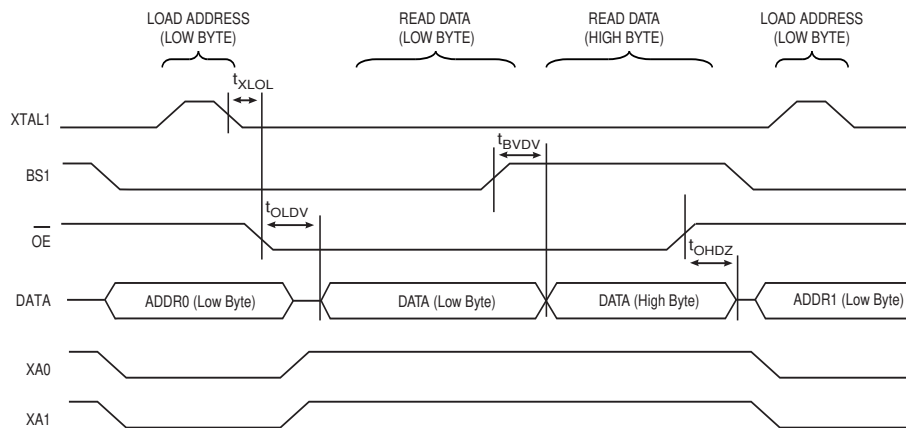 LOAD ADDRESS
(LOW BYTE)
READ DATA
(LOW BYTE)
READ DATA
(HIGH BYTE)
LOAD ADDRESS
(LOW BYTE)
tXLOL
XTAL1
tBVDV
BS1
tOLDV
OE
tOHDZ
DATA
ADDR0 (Low Byte)
DATA (Low Byte)
DATA (High Byte)
ADDR1 (Low Byte)
XA0
XA1